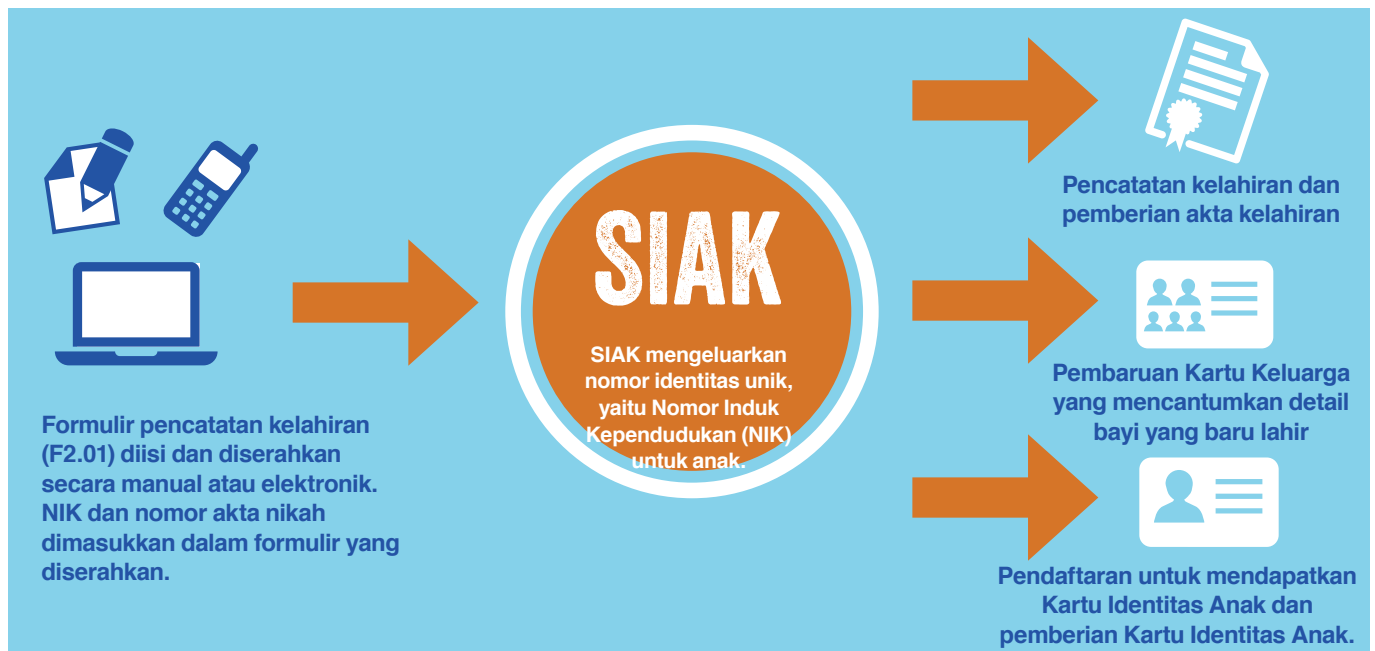 Formulir pencatatan kelahiran
(F2.01) diisi dan diserahkan
secara manual atau elektronik.
NIK dan nomor akta nikah
dimasukkan dalam formulir yang
diserahkan.
SIAK
SIAK mengeluarkan
nomor identitas unik,
yaitu Nomor Induk
Kependudukan (NIK)
untuk anak.
Pencatatan kelahiran dan
pemberian akta kelahiran
Pembaruan Kartu Keluarga
yang mencantumkan detail
bayi yang baru lahir
Pendaftaran untuk mendapatkan
Kartu Identitas Anak dan
pemberian Kartu Identitas Anak.